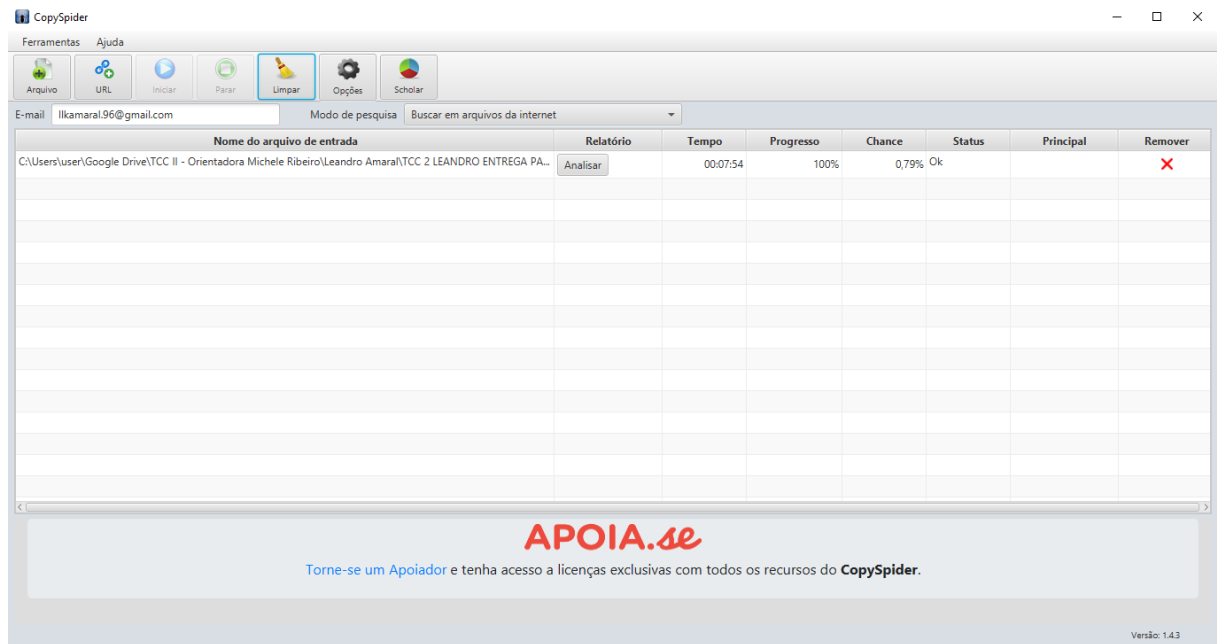 CopySpider
Ferramentas Ajuda
Arquivo URL Iniciar Parar Limpar Opções Scholar
E-mail llkamaral.96@gmail.com Modo de pesquisa Buscar em arquivos da internet
Nome do arquivo de entrada Relatório Tempo Progresso Chance Status Principal Remover
C:\Users\user\Google Drive\TCC II - Orientadora Michele Ribeiro\Leandro Amaral\TCC 2 LEANDRO ENTREGA PA... Analisar 00:07:54 100% 0,79% Ok
APOIA.se
Torne-se um Apoiador e tenha acesso a licenças exclusivas com todos os recursos do CopySpider.
Versão: 1.4.3